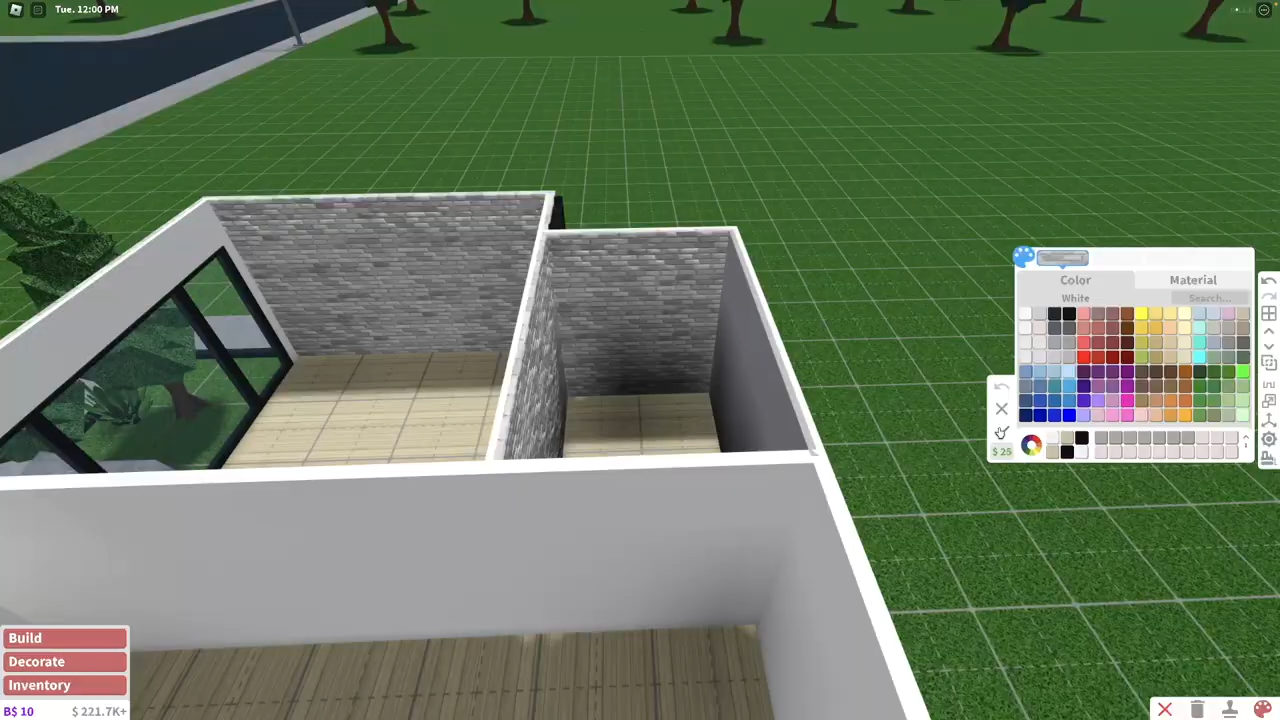 Tue. 12:00 PM
Color
Material
White
Search...
$ 25
Build
Decorate
Inventory
B$ 10
$ 221.7K+